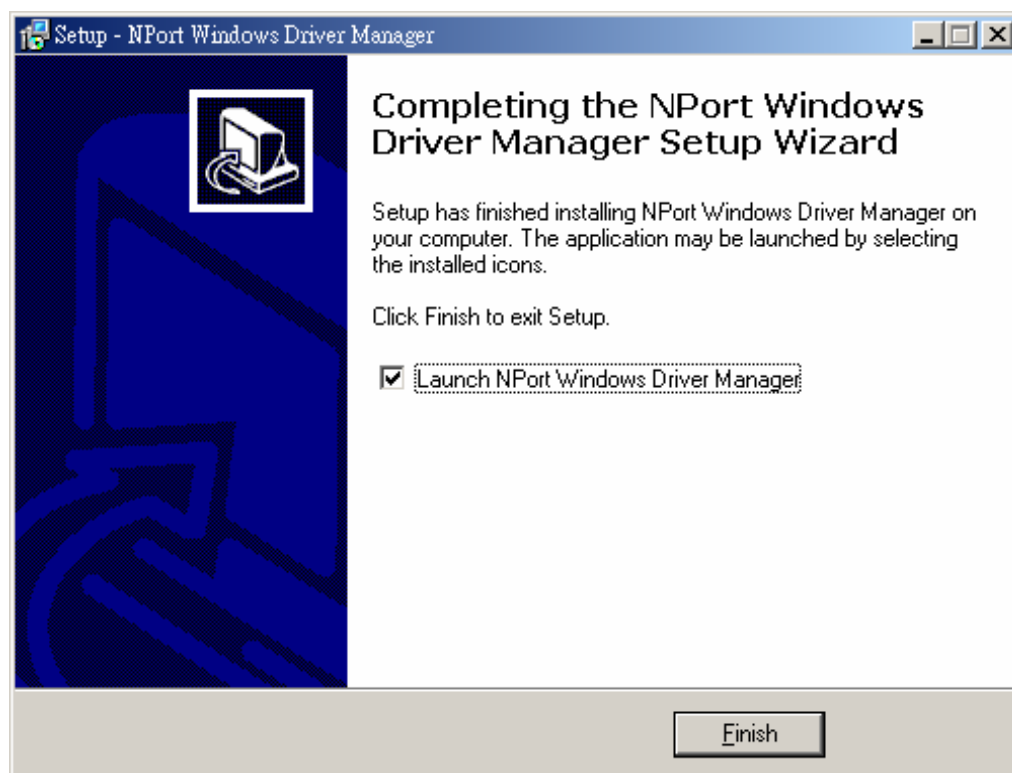 Setup - NPort Windows Driver Manager
Completing the NPort Windows
Driver Manager Setup Wizard
Setup has finished installing NPort Windows Driver Manager on
your computer. The application may be launched by selecting
the installed icons.
Click Finish to exit Setup.
Launch NPort Windows Driver Manager
Finish